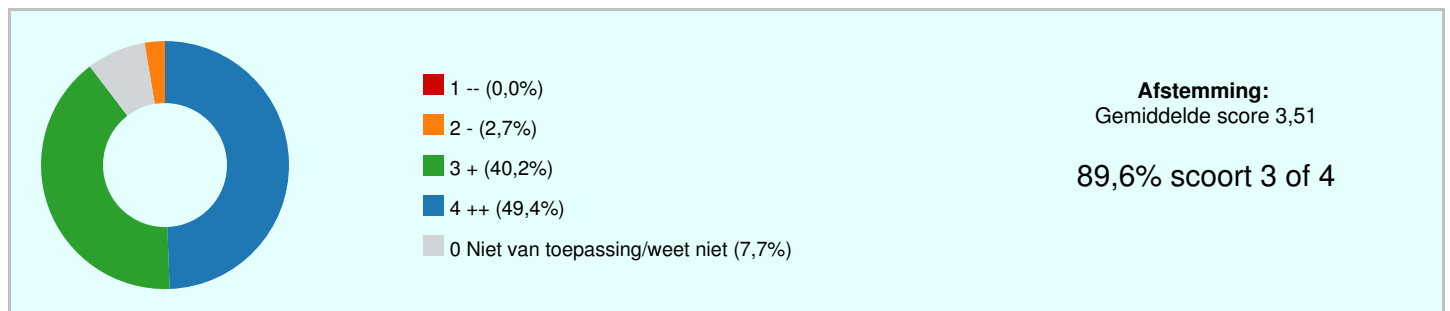 1 -- (0,0%)
2 - (2,7%)
3 + (40,2%)
4 ++ (49,4%)
0 Niet van toepassing/weet niet (7,7%)
Afstemming:
Gemiddelde score 3,51
89,6% scoort 3 of 4